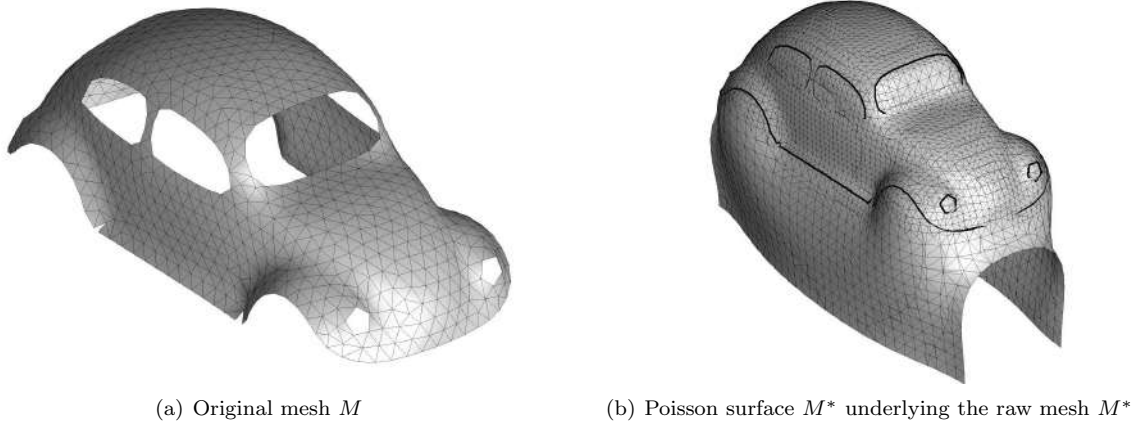 (a) Original mesh M
(b) Poisson surface M* underlying the raw mesh M*